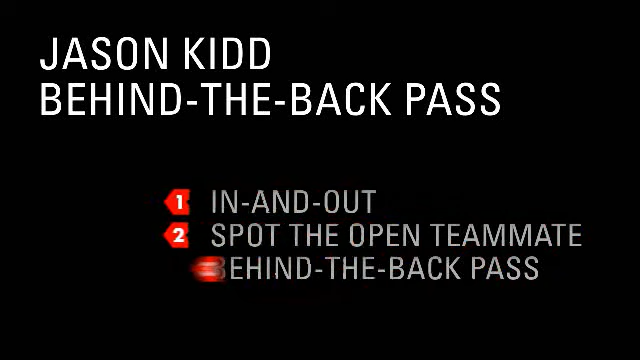 JASON KIDD
BEHIND-THE-BACK PASS
1 IN-AND-OUT
2 SPOT THE OPEN TEAMMATE
BEHIND-THE-BACK PASS